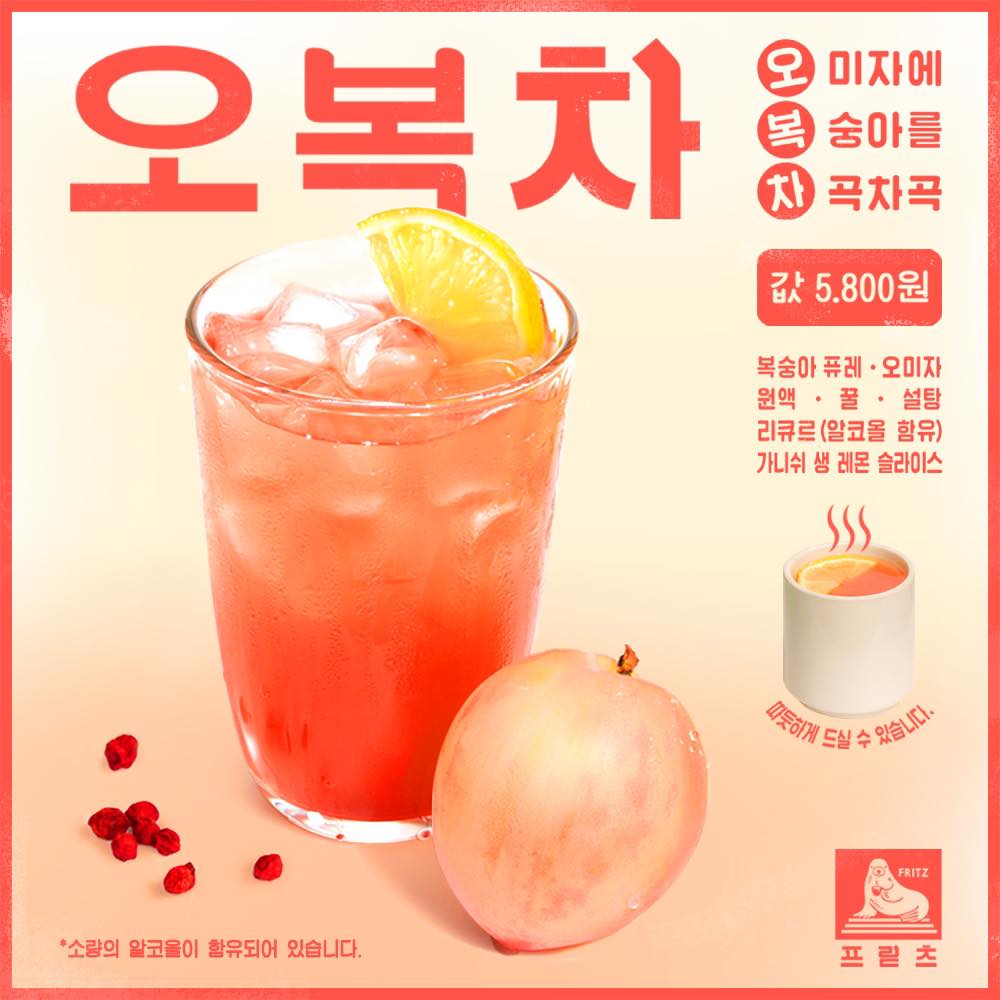 오복차
오미자에
복숭아를
차곡차곡
값 5.800원
복숭아 퓨레·오미자
원액 · 꿀 · 설탕
리큐르(알코올 함유)
가니쉬 생 레몬 슬라이스
따듯하게 드실 수 있습니다.
FRITZ
프릳츠
*소량의 알코올이 함유되어 있습니다.